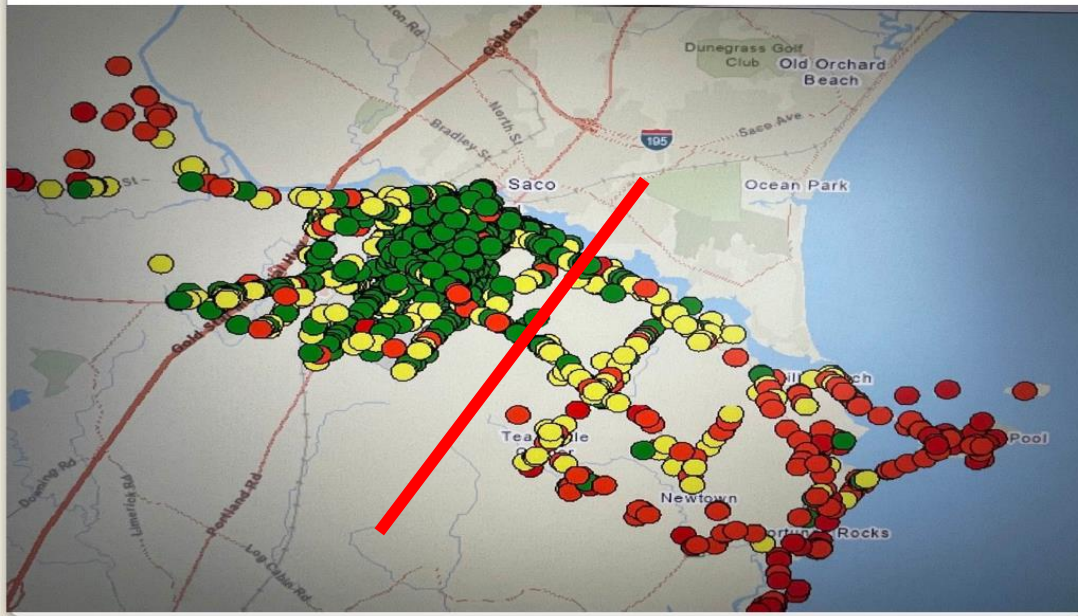 Gold Star
Dunegrass Golf
Club
Old Orchard
Beach
North St
Bradley St
195
Saco Ave
Saco
Ocean Park
St
Pool
Newtown
Rocks
Downing Rd
Limerick Rd
Portland Rd
Log Cabin Rd